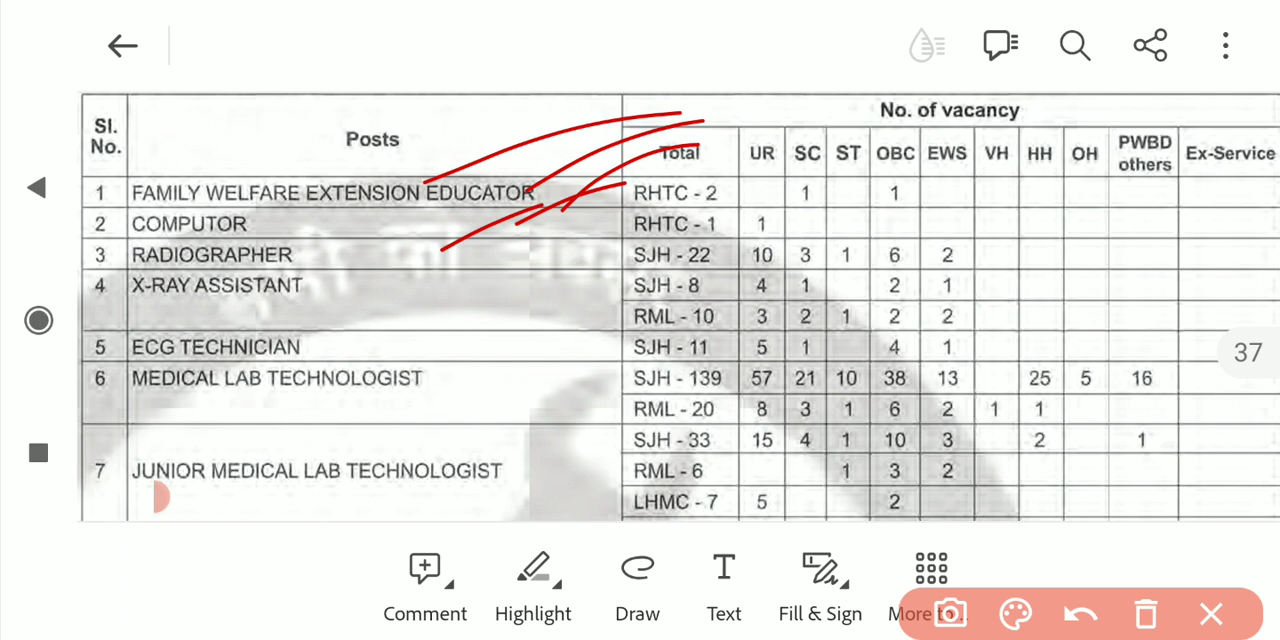 Sl. No. Posts No. of vacancy
Total UR SC ST OBC EWS VH HH OH PWBD others Ex-Service
1 FAMILY WELFARE EXTENSION EDUCATOR RHTC - 2 1 1
2 COMPUTOR RHTC - 1 1
3 RADIOGRAPHER SJH - 22 10 3 1 6 2
4 X-RAY ASSISTANT SJH - 8 4 1 2 1
RML - 10 3 2 1 2 2
5 ECG TECHNICIAN SJH - 11 5 1 4 1
37
6 MEDICAL LAB TECHNOLOGIST SJH - 139 57 21 10 38 13 25 5 16
RML - 20 8 3 1 6 2 1 1
SJH - 33 15 4 1 10 3 2 1
7 JUNIOR MEDICAL LAB TECHNOLOGIST RML - 6 1 3 2
LHMC - 7 5 2
Comment Highlight Draw Text Fill & Sign More to..